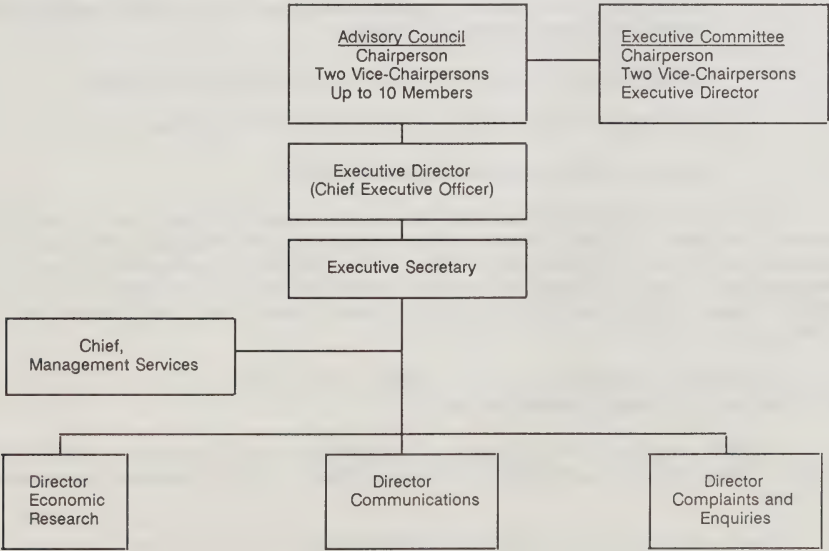 Advisory Council
Chairperson
Two Vice-Chairpersons
Up to 10 Members
Executive Committee
Chairperson
Two Vice-Chairpersons
Executive Director
Executive Director
(Chief Executive Officer)
Executive Secretary
Chief,
Management Services
Director
Economic
Research
Director
Communications
Director
Complaints and
Enquiries